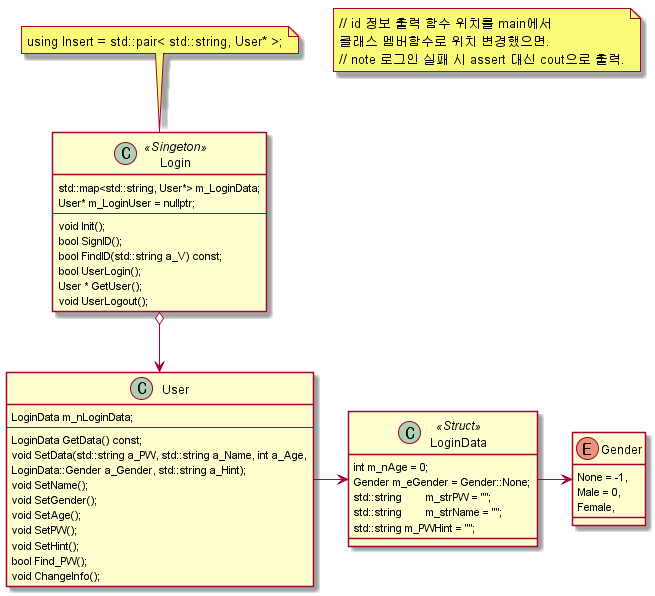 using Insert = std::pair< std::string, User* >;
// id 정보 출력 함수 위치를 main에서
클래스 멤버함수로 위치 변경했으면.
// note 로그인 실패 시 assert 대신 cout으로 출력.
C
«Singeton»
Login
std::map<std::string, User*> m_LoginData;
User* m_LoginUser = nullptr;
void Init();
bool SignID();
bool FindID(std::string a_V) const;
bool UserLogin();
User * GetUser();
void UserLogout();
C User
LoginData m_nLoginData;
LoginData GetData() const;
void SetData(std::string a_PW, std::string a_Name, int a_Age,
LoginData::Gender a_Gender, std::string a_Hint);
void SetName();
void SetGender();
void SetAge();
void SetPW();
void SetHint();
bool Find_PW();
void ChangeInfo();
C
«Struct»
LoginData
int m_nAge = 0;
Gender m_eGender = Gender::None;
std::string m_strPW = "";
std::string m_strName = "";
std::string m_PWHint = "";
E Gender
None = -1,
Male = 0,
Female,